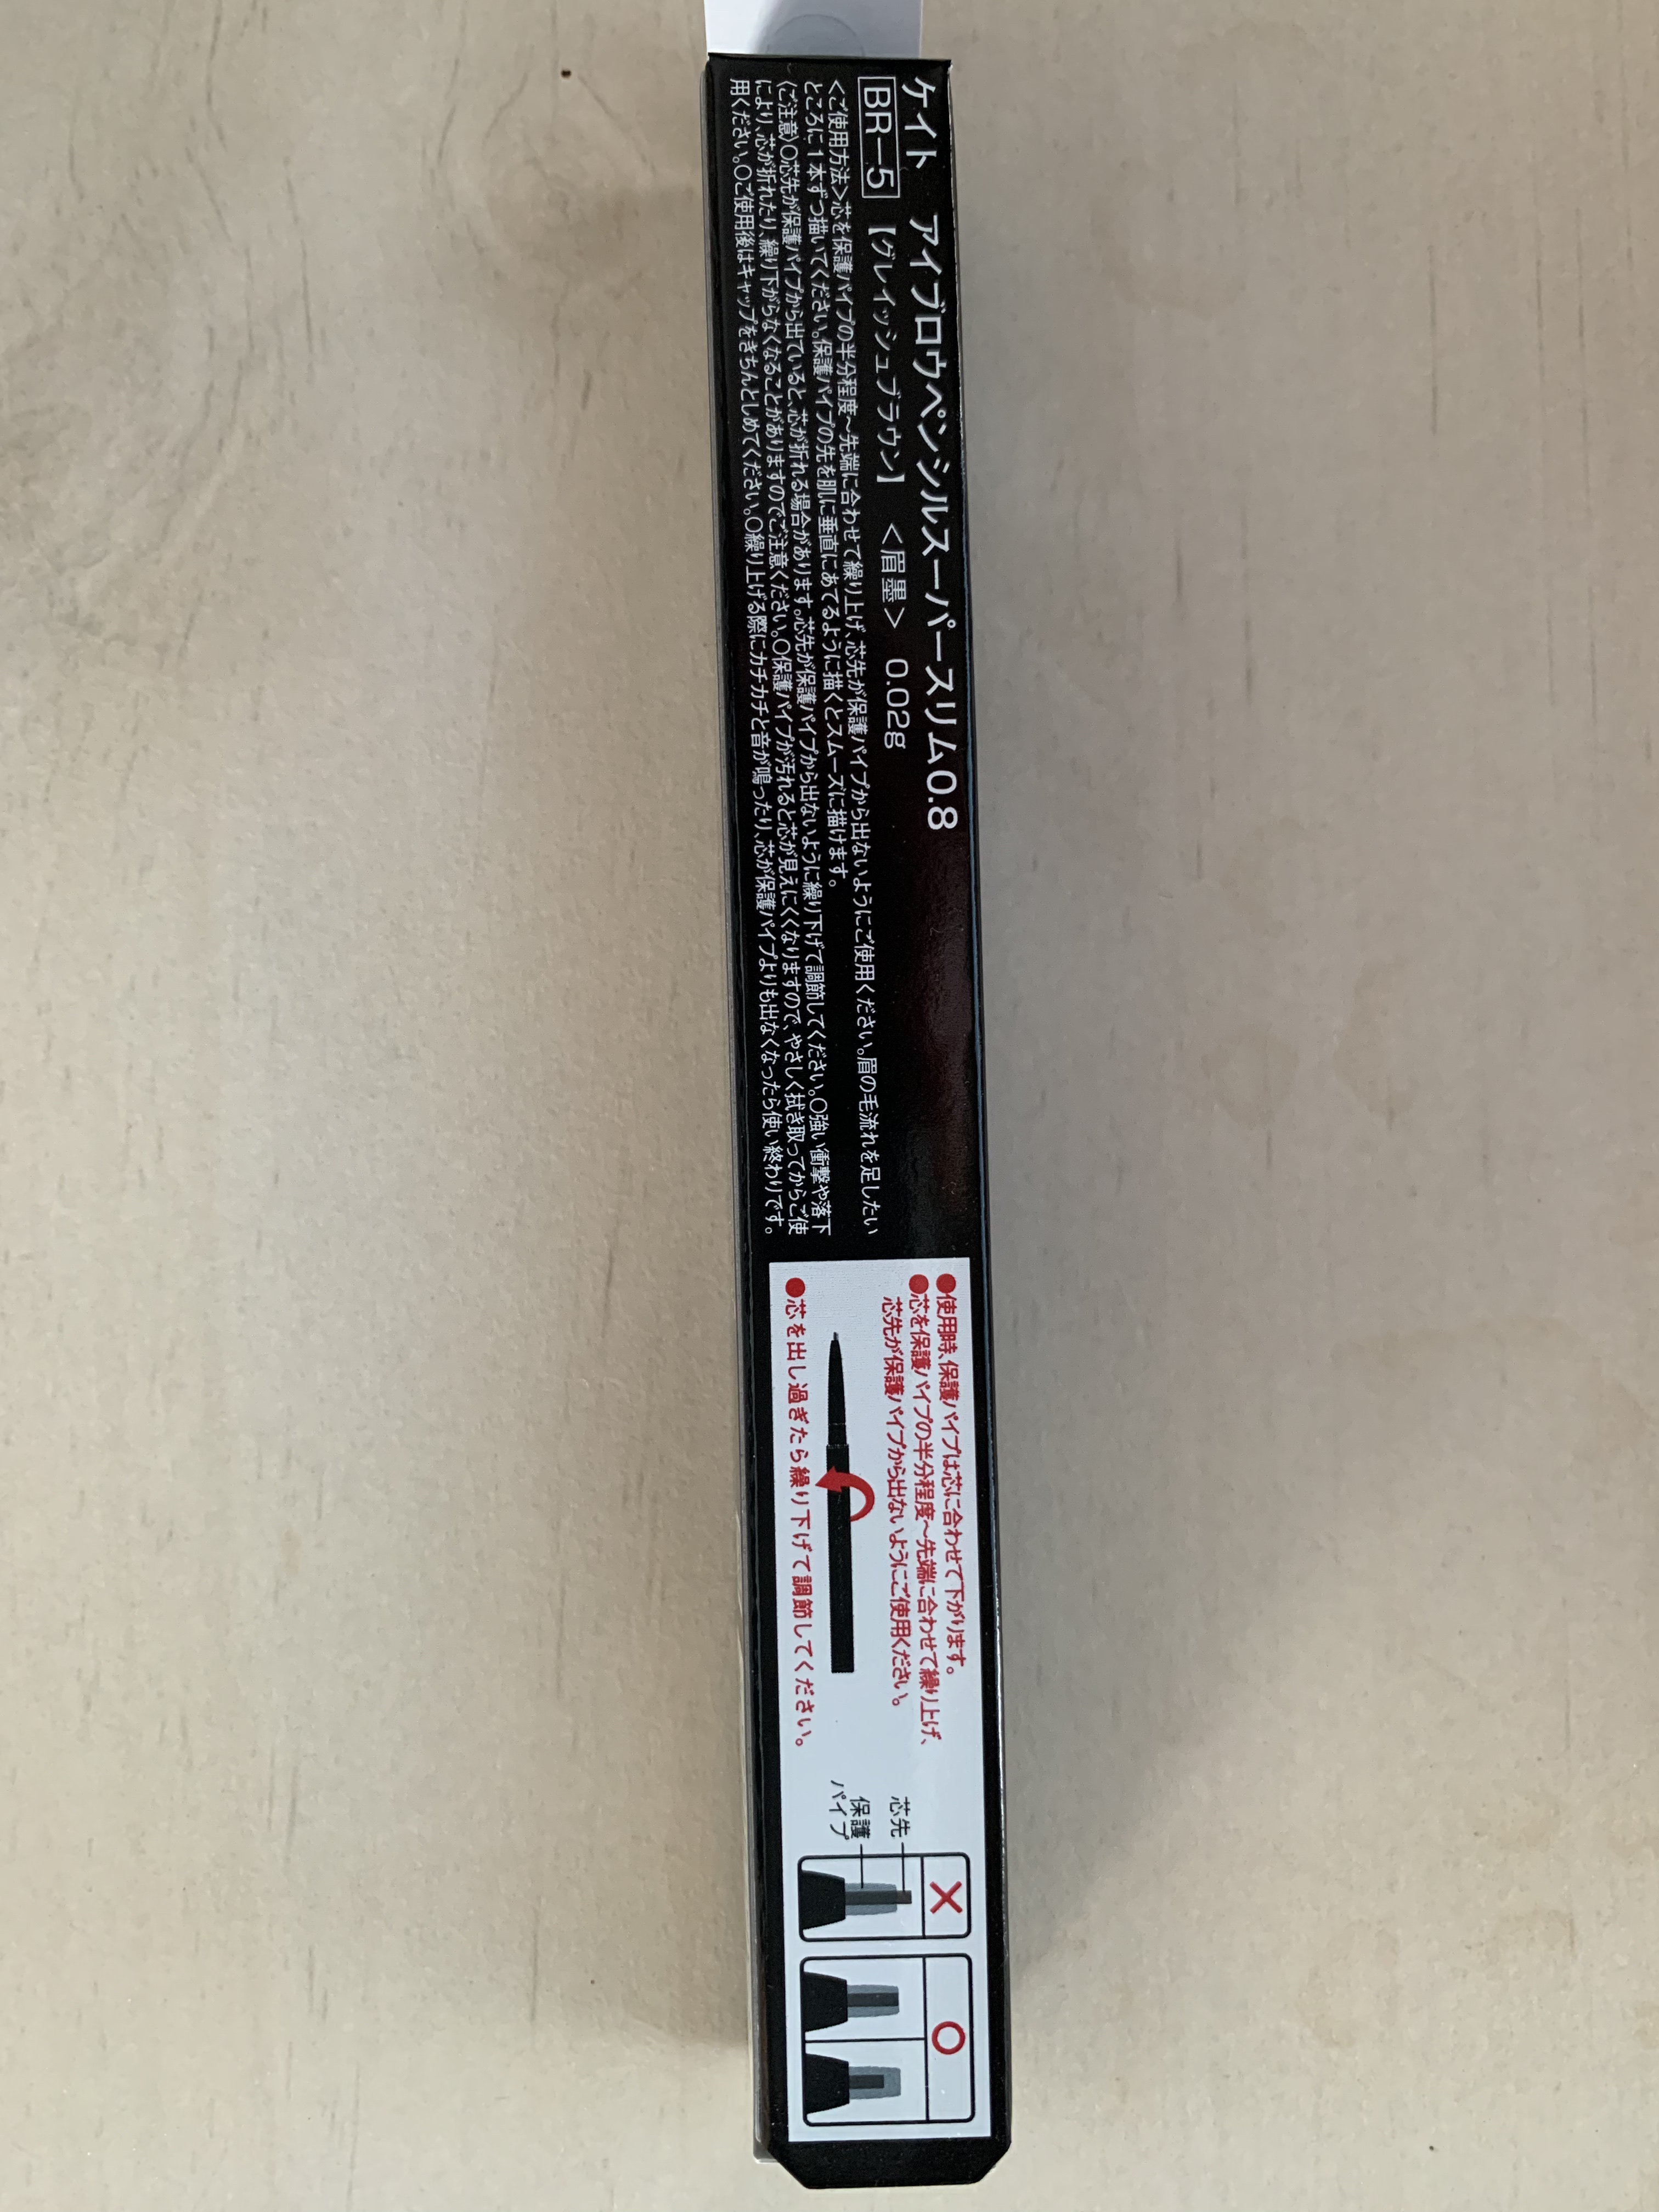 ケイト アイブロウペンシルスーパースリム0.8
BR-5 【グレイッシュブラウン】 <眉墨> 0.02g
<ご使用方法>芯を保護パイプの半分程度~先端に合わせて繰り上げ、芯先が保護パイプから出ないようにご使用ください。眉の毛流れを足したい
ところに1本ずつ描いてください。保護パイプの先を肌に垂直にあてるように描くとスムーズに描けます。
〈ご注意〉○芯先が保護パイプから出ていると、芯が折れる場合があります。芯先が保護パイプから出ないように繰り下げて調節してください。○強い衝撃や落下
により、芯が折れたり、繰り下がらなくなることがありますのでご注意ください。○保護パイプが汚れると芯が見えにくくなりますので、やさしく拭き取ってからご使
用ください。○ご使用後はキャップをきちんとしめてください。○繰り上げる際にカチカチと音が鳴ったり、芯が保護パイプよりも出なくなったら使い終わりです。
●使用時、保護パイプは芯に合わせて下がります。
●芯を保護パイプの半分程度~先端に合わせて繰り上げ、
芯先が保護パイプから出ないようにご使用ください。
●芯を出し過ぎたら繰り下げて調節してください。
芯先
保護
パイプ
×
○